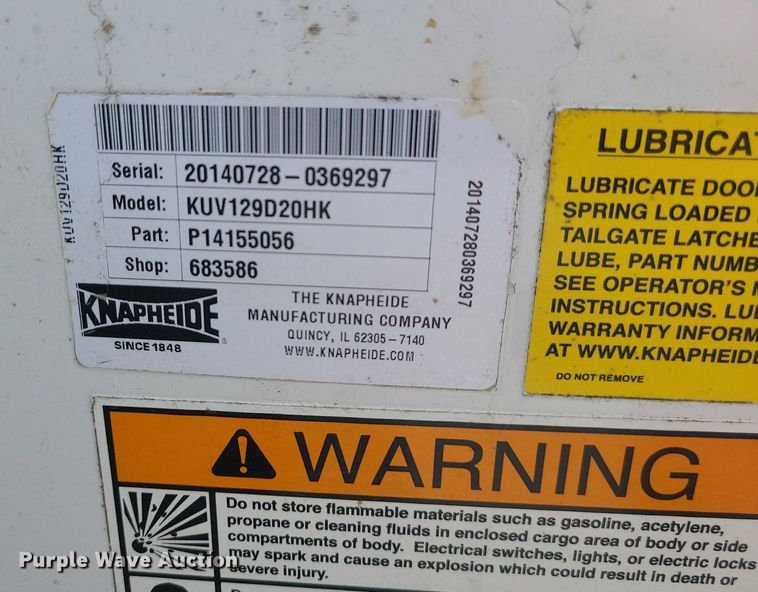 KUV129D20HK
Serial: 20140728-0369297
Model: KUV129D20HK
Part: P14155056
Shop: 683586
201407280369297
KNAPHEIDE
SINCE 1848
THE KNAPHEIDE
MANUFACTURING COMPANY
QUINCY, IL 62305-7140
WWW.KNAPHEIDE.COM
LUBRICA
LUBRICATE DOO
SPRING LOADED
TAILGATE LATCHE
LUBE, PART NUMB
SEE OPERATOR'S
INSTRUCTIONS. LU
WARRANTY INFORM
AT WWW.KNAPHEIDE
DO NOT REMOVE
WARNING
Do not store flammable materials such as gasoline, acetylene,
propane or cleaning fluids in enclosed cargo area of body or side
compartments of body. Electrical switches, lights, or electric locks
may spark and cause an explosion which could result in death or
severe injury.
Purple Wave Auction